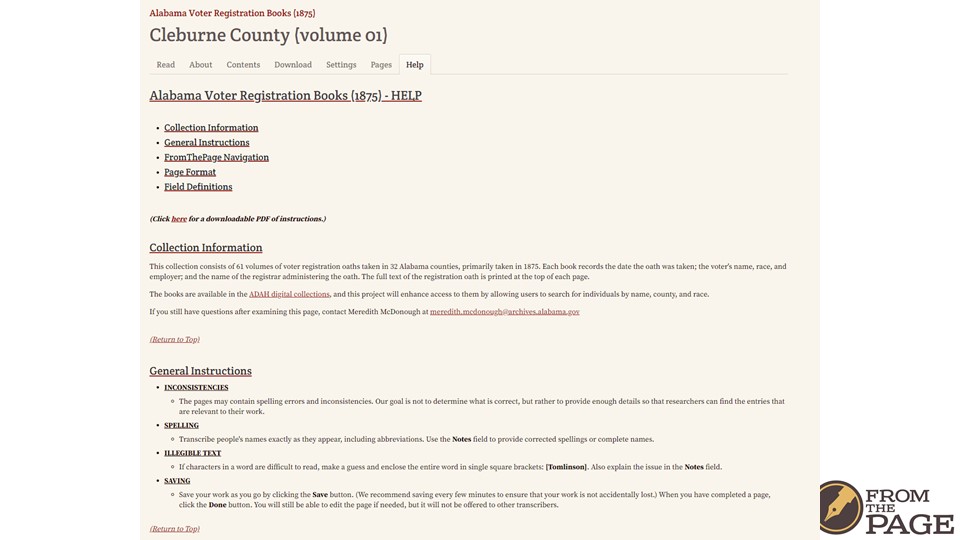 Alabama Voter Registration Books (1875)
Cleburne County (volume 01)
Read About Contents Download Settings Pages Help
Alabama Voter Registration Books (1875) - HELP
• Collection Information
• General Instructions
• FromThePage Navigation
• Page Format
• Field Definitions
(Click here for a downloadable PDF of instructions.)
Collection Information
This collection consists of 61 volumes of voter registration oaths taken in 32 Alabama counties, primarily taken in 1875. Each book records the date the oath was taken; the voter's name, race, and
employer; and the name of the registrar administering the oath. The full text of the registration oath is printed at the top of each page.
The books are available in the ADAH digital collections, and this project will enhance access to them by allowing users to search for individuals by name, county, and race.
If you still have questions after examining this page, contact Meredith McDonough at meredith.mcdonough@archives.alabama.gov
(Return to Top)
General Instructions
• INCONSISTENCIES
◦ The pages may contain spelling errors and inconsistencies. Our goal is not to determine what is correct, but rather to provide enough details so that researchers can find the entries that
are relevant to their work.
• SPELLING
◦ Transcribe people's names exactly as they appear, including abbreviations. Use the Notes field to provide corrected spellings or complete names.
• ILLEGIBLE TEXT
◦ If characters in a word are difficult to read, make a guess and enclose the entire word in single square brackets: [Tomlinson]. Also explain the issue in the Notes field.
• SAVING
◦ Save your work as you go by clicking the Save button. (We recommend saving every few minutes to ensure that your work is not accidentally lost.) When you have completed a page,
click the Done button. You will still be able to edit the page if needed, but it will not be offered to other transcribers.
(Return to Top)
FROM
THE
PAGE